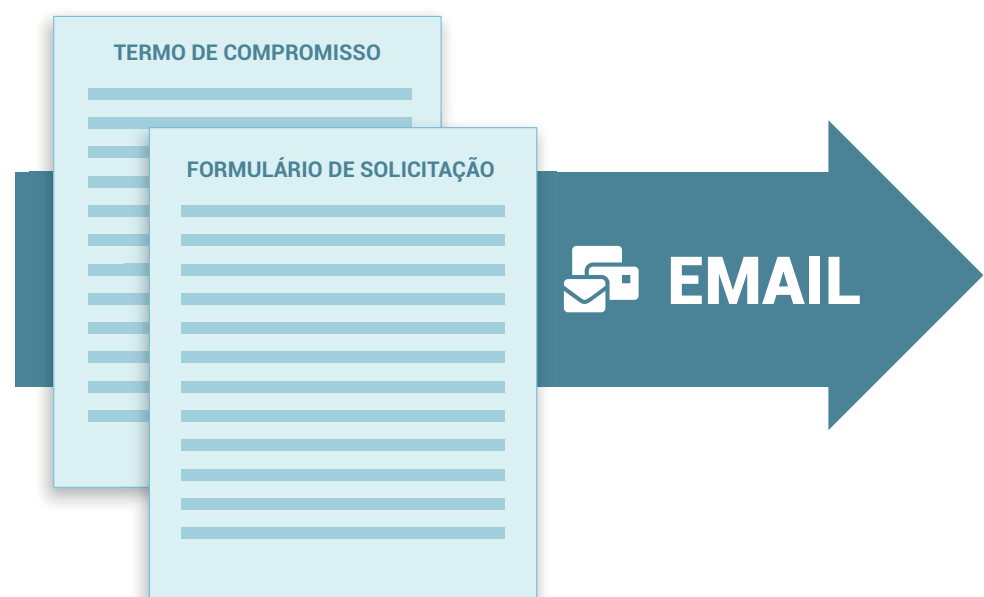 TERMO DE COMPROMISSO
FORMULÁRIO DE SOLICITAÇÃO
EMAIL